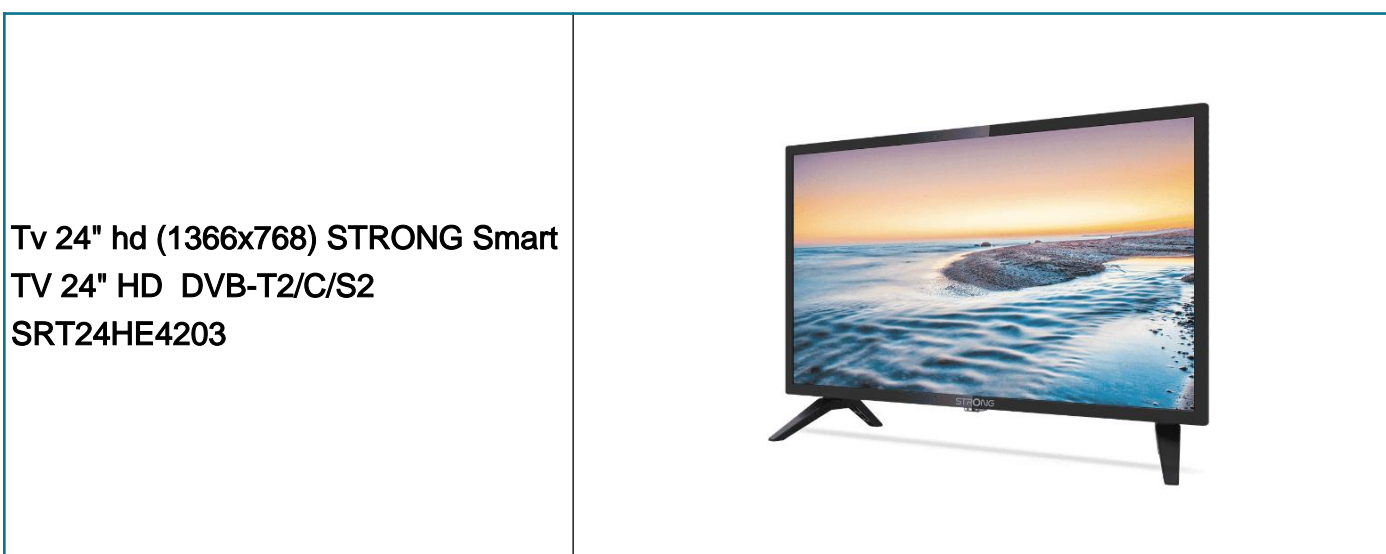 Tv 24" hd (1366x768) STRONG Smart
TV 24" HD  DVB-T2/C/S2
SRT24HE4203
STRONG